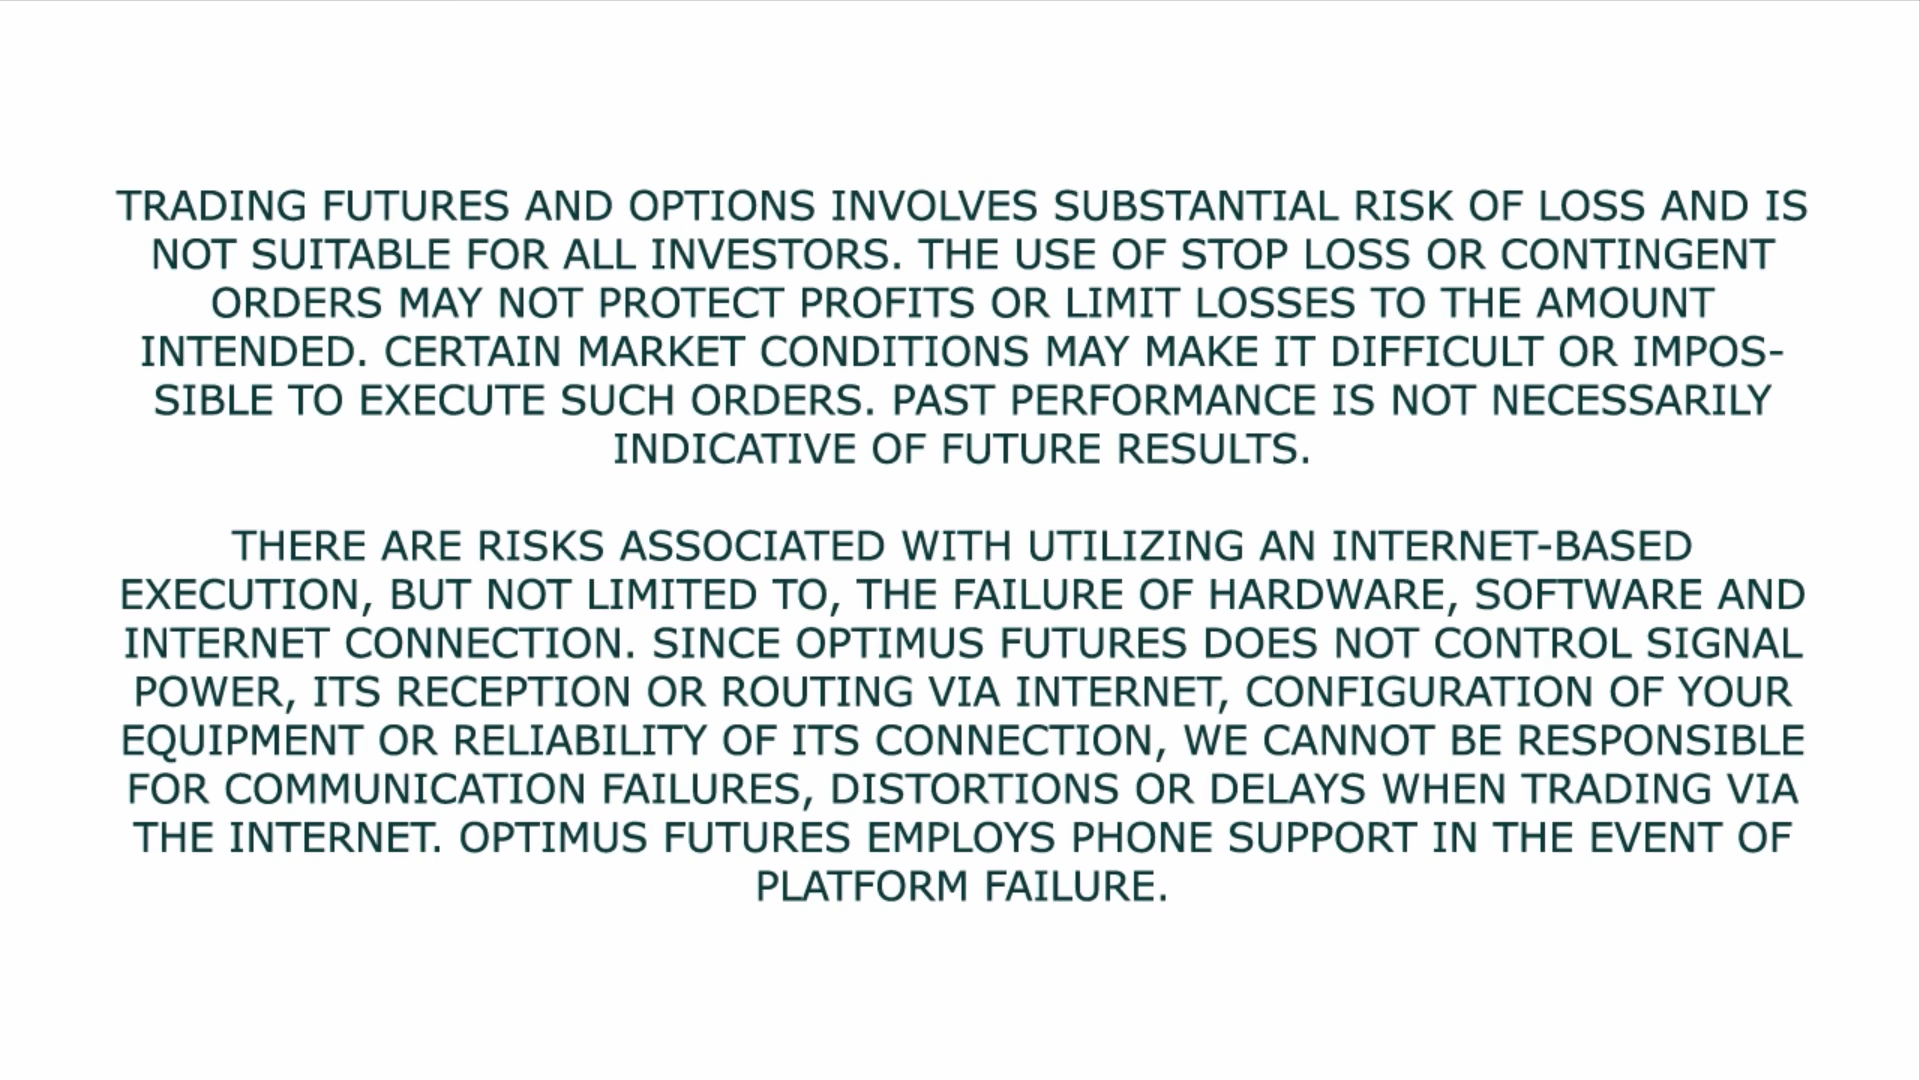 TRADING FUTURES AND OPTIONS INVOLVES SUBSTANTIAL RISK OF LOSS AND IS
NOT SUITABLE FOR ALL INVESTORS. THE USE OF STOP LOSS OR CONTINGENT
ORDERS MAY NOT PROTECT PROFITS OR LIMIT LOSSES TO THE AMOUNT
INTENDED. CERTAIN MARKET CONDITIONS MAY MAKE IT DIFFICULT OR IMPOS-
SIBLE TO EXECUTE SUCH ORDERS. PAST PERFORMANCE IS NOT NECESSARILY
INDICATIVE OF FUTURE RESULTS.
THERE ARE RISKS ASSOCIATED WITH UTILIZING AN INTERNET-BASED
EXECUTION, BUT NOT LIMITED TO, THE FAILURE OF HARDWARE, SOFTWARE AND
INTERNET CONNECTION. SINCE OPTIMUS FUTURES DOES NOT CONTROL SIGNAL
POWER, ITS RECEPTION OR ROUTING VIA INTERNET, CONFIGURATION OF YOUR
EQUIPMENT OR RELIABILITY OF ITS CONNECTION, WE CANNOT BE RESPONSIBLE
FOR COMMUNICATION FAILURES, DISTORTIONS OR DELAYS WHEN TRADING VIA
THE INTERNET. OPTIMUS FUTURES EMPLOYS PHONE SUPPORT IN THE EVENT OF
PLATFORM FAILURE.